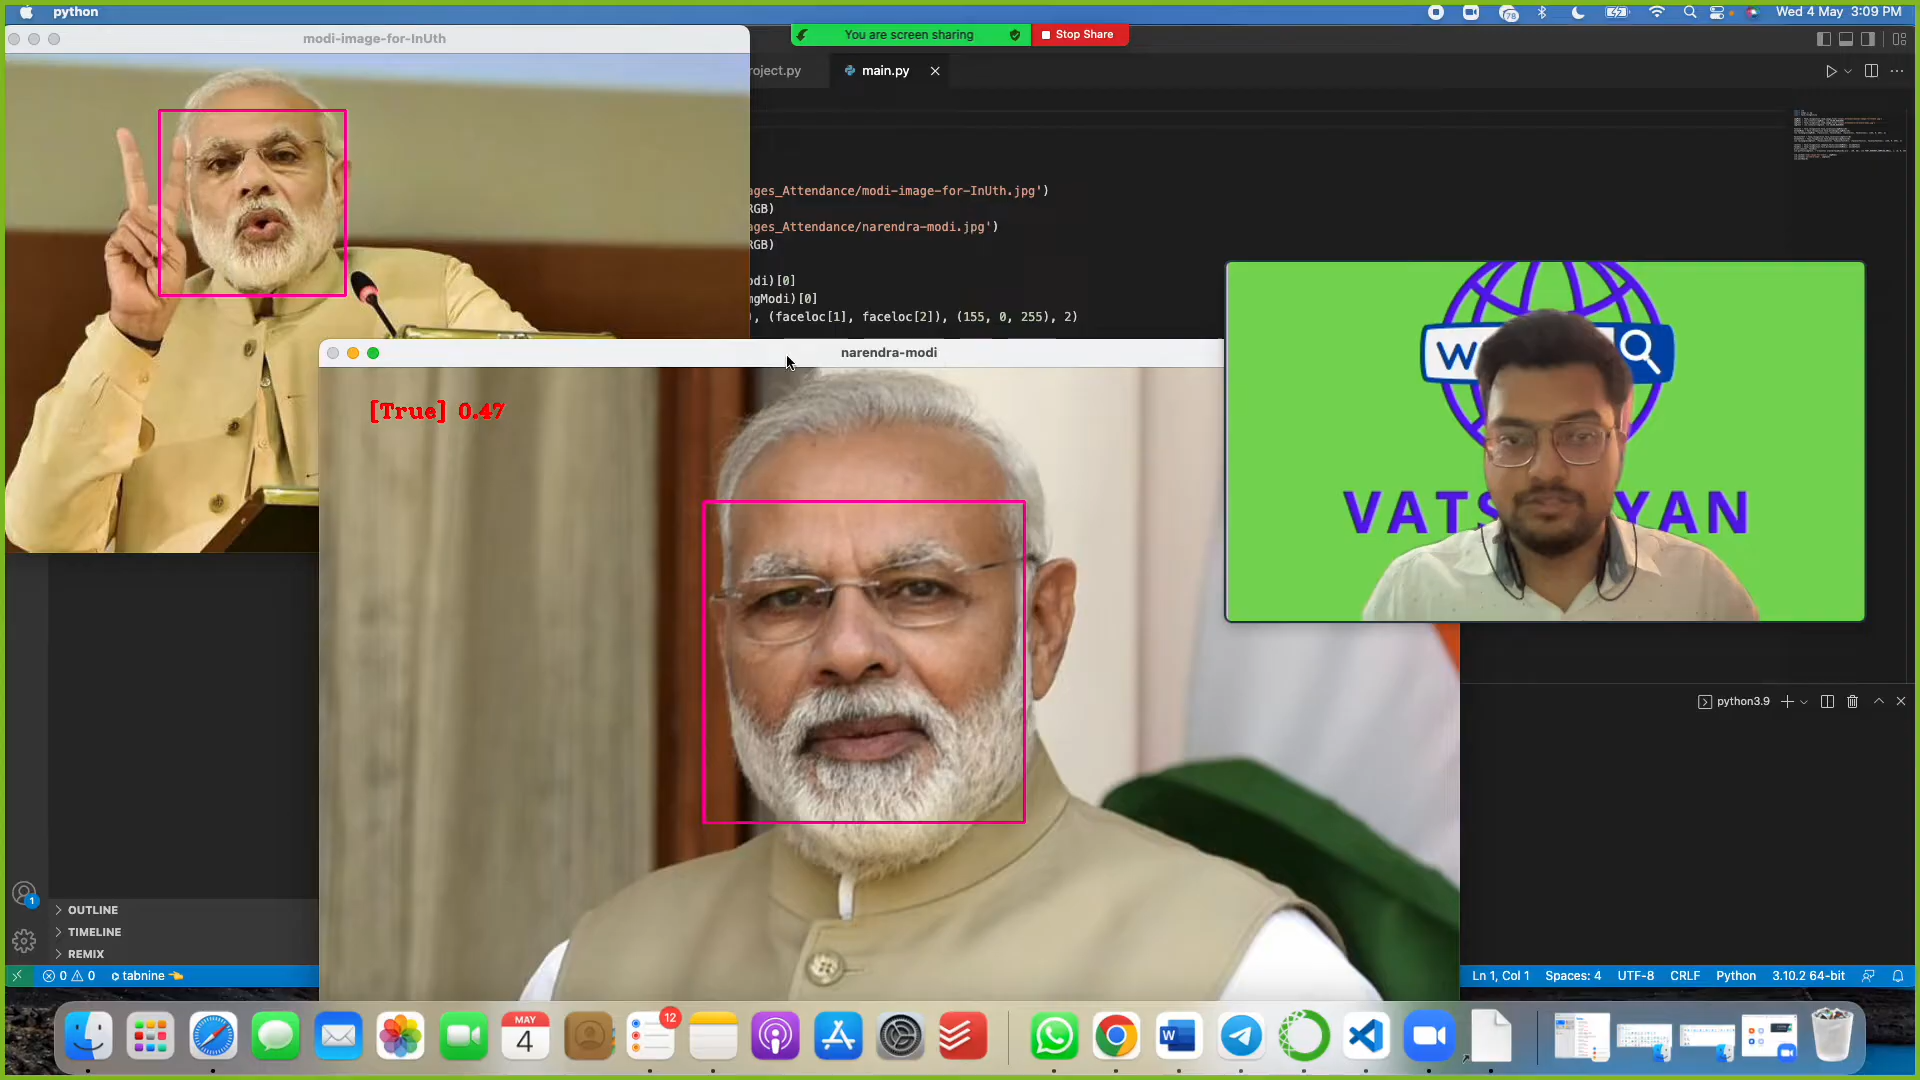 python
78
Wed 4 May 3:09 PM
modi-image-for-InUth
You are screen sharing
Stop Share
roject.py
main.py
ages_Attendance/modi-image-for-InUth.jpg')
RGB)
ages_Attendance/narendra-modi.jpg')
RGB)
odi)[0]
mgModi)[0]
), (faceloc[1], faceloc[2]), (155, 0, 255), 2)
narendra-modi
[True] 0.47
W
VATS YAN
python3.9
1
OUTLINE
TIMELINE
REMIX
0 0 tabnine
Ln 1, Col 1 Spaces: 4 UTF-8 CRLF Python 3.10.2 64-bit
MAY
4
12
W